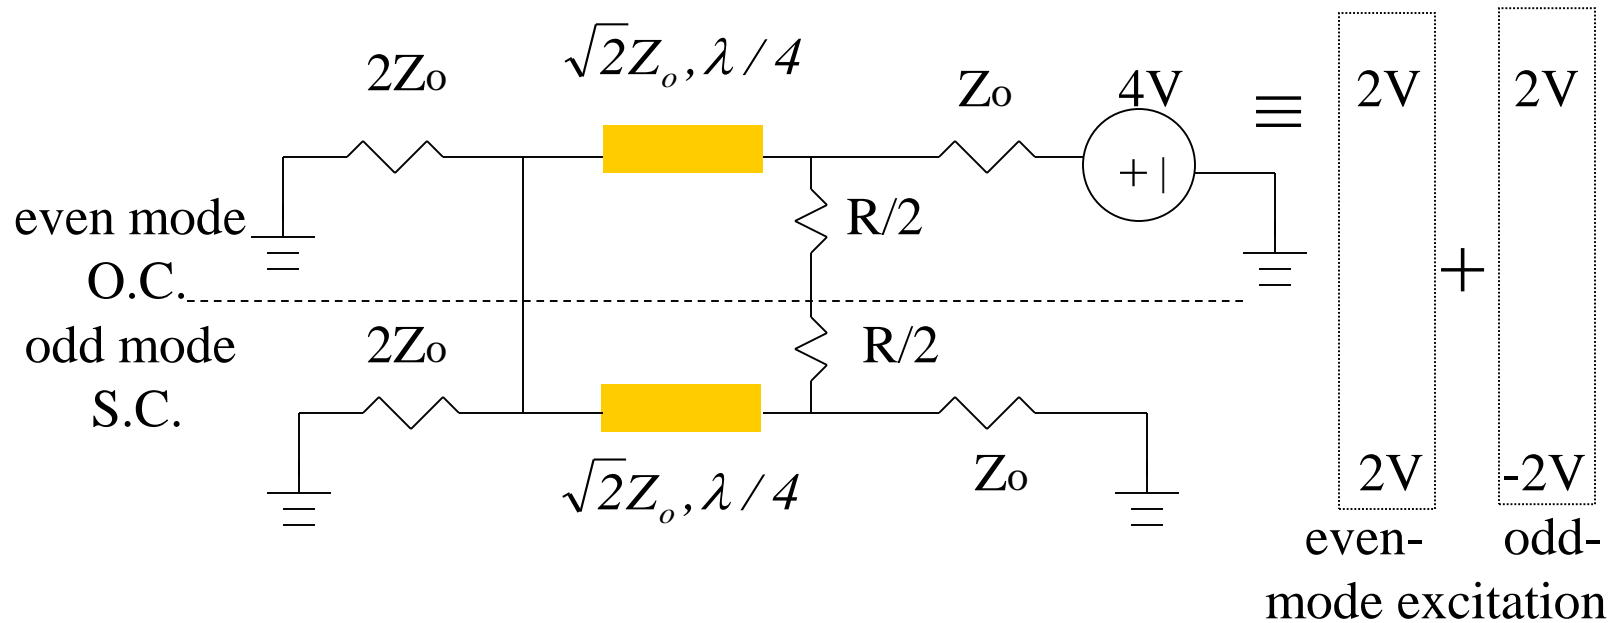 √2Zₒ, λ / 4
2Zo
Zo
4V
≡
2V
2V
+ |
even mode
R/2
O.C.
+
odd mode
2Zo
R/2
S.C.
√2Zₒ, λ / 4
Zo
2V
-2V
even-
odd-
mode excitation